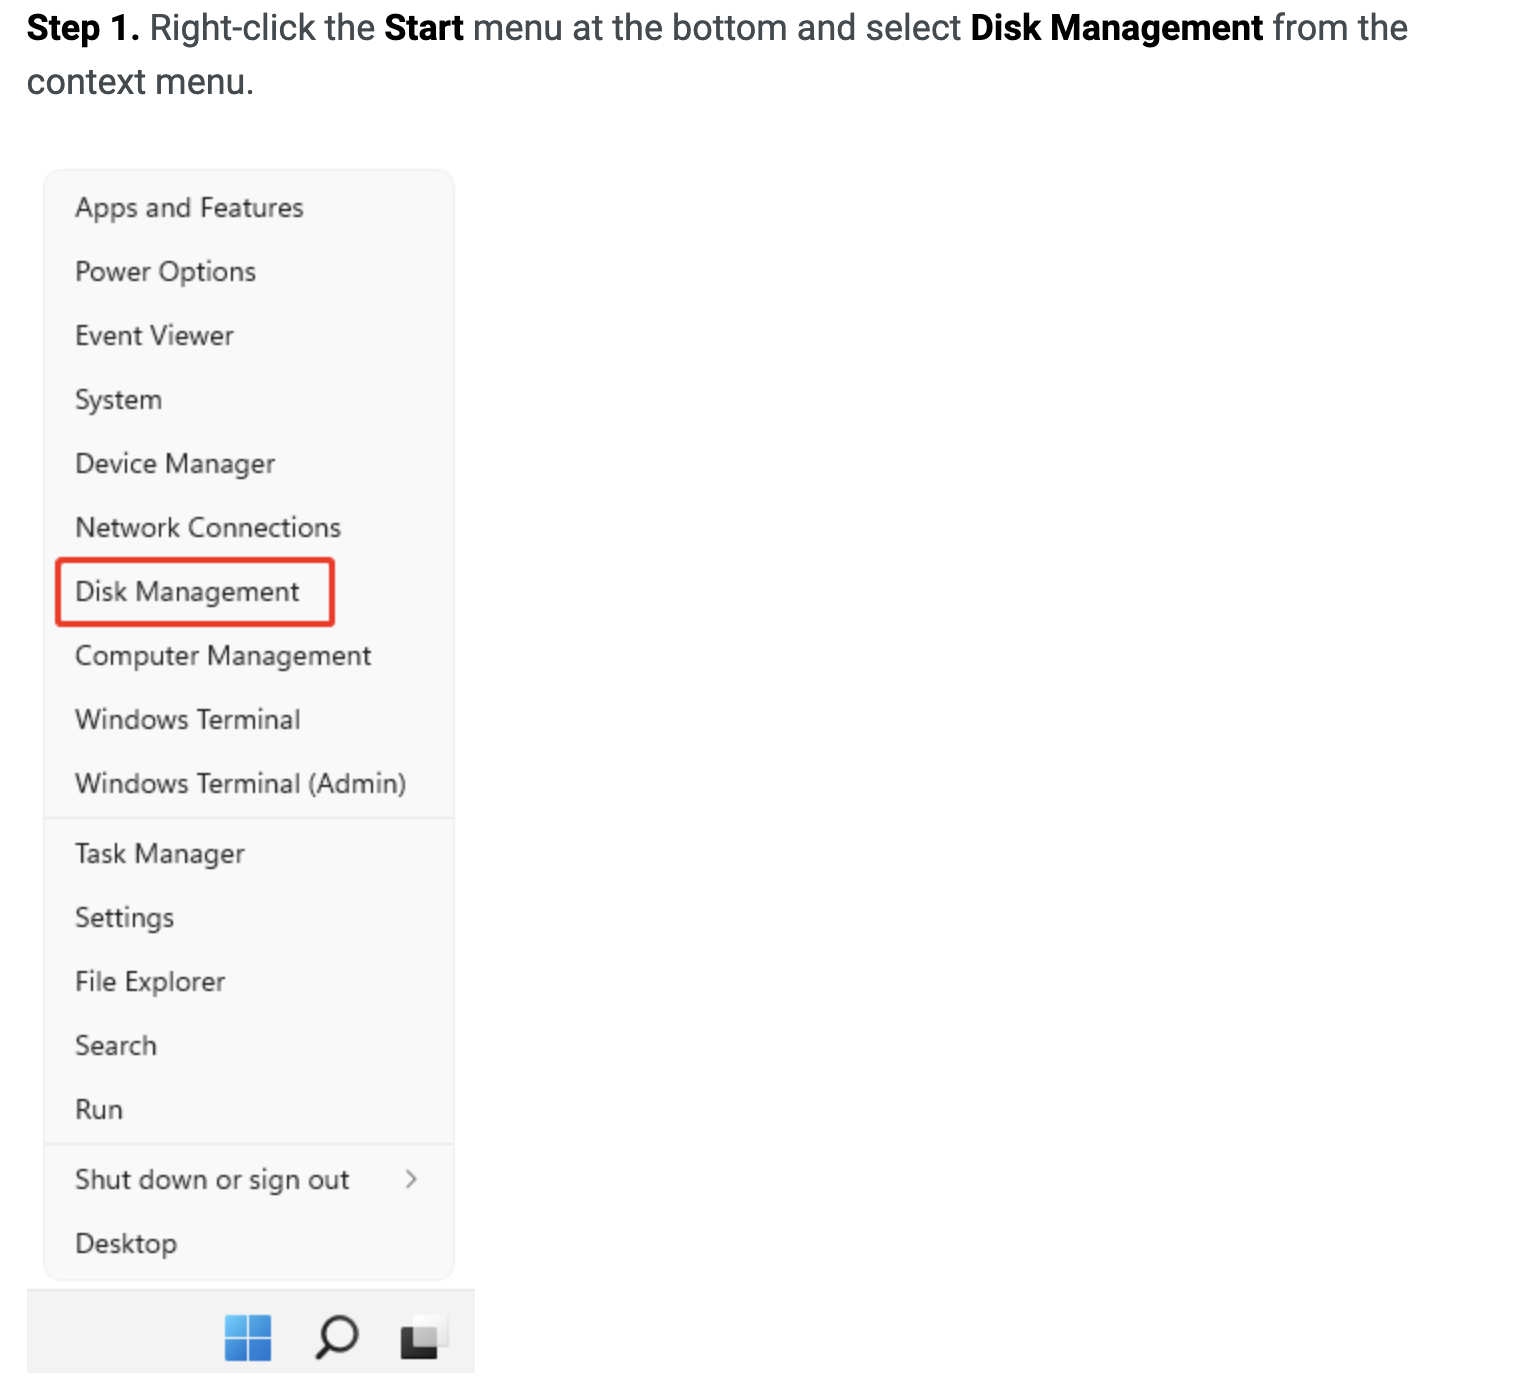 Step 1. Right-click the Start menu at the bottom and select Disk Management from the
context menu.
Apps and Features
Power Options
Event Viewer
System
Device Manager
Network Connections
Disk Management
Computer Management
Windows Terminal
Windows Terminal (Admin)
Task Manager
Settings
File Explorer
Search
Run
Shut down or sign out
Desktop